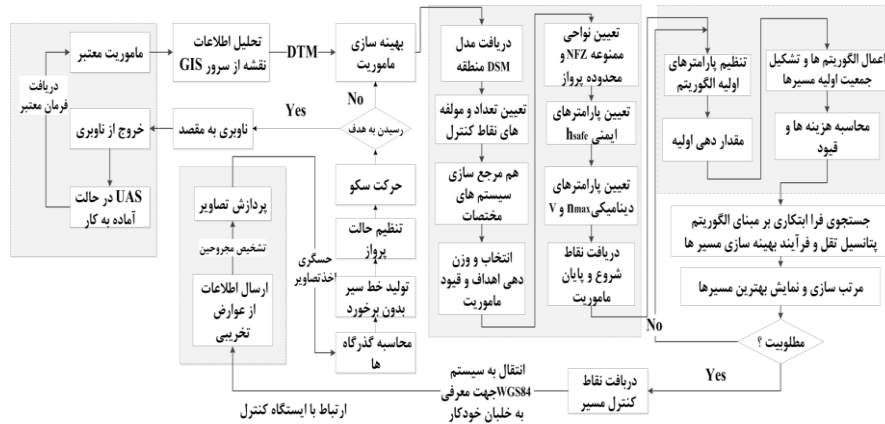 ماموریت معتبر
دریافت
فرمان معتبر
خروج از ناوبری
UAS در حالت
آماده به کار
تحلیل اطلاعات
نقشه از سرور GIS
DTM
بهینه سازی
ماموریت
No
رسیدن به هدف
Yes
ناوبری به مقصد
حرکت سکو
تنظیم حالت
پرواز
تولید خط سیر
بدون برخورد
محاسبه گذرگاه
ها
حسگری
اخذتصاویر
پردازش تصاویر
تشخیص مجروحین
ارسال اطلاعات
از عوارض
تخریبی
دریافت مدل
DSM منطقه
تعیین تعداد و مولفه
های نقاط کنترل
هم مرجع سازی
سیستم های
مختصات
انتخاب و وزن
دهی اهداف و قیود
ماموریت
تعیین نواحی
ممنوعه NFZ و
محدوده پرواز
تعیین پارامترهای
ایمنی hsafe
تعیین پارامترهای
دینامیکی nmax و V
دریافت نقاط
شروع و پایان
ماموریت
تنظیم پارامترهای
اولیه الگوریتم
مقدار دهی اولیه
اعمال الگوریتم ها و تشکیل
جمعیت اولیه مسیرها
محاسبه هزینه ها و
قیود
جستجوی فرا ابتکاری بر مبنای الگوریتم
پتانسیل ثقل و فرآیند بهینه سازی مسیر ها
مرتب سازی و نمایش بهترین مسیرها
مطلوبیت ؟
No
Yes
دریافت نقاط
کنترل مسیر
انتقال به سیستم
WGS84جهت معرفی
به خلبان خودکار
ارتباط با ایستگاه کنترل